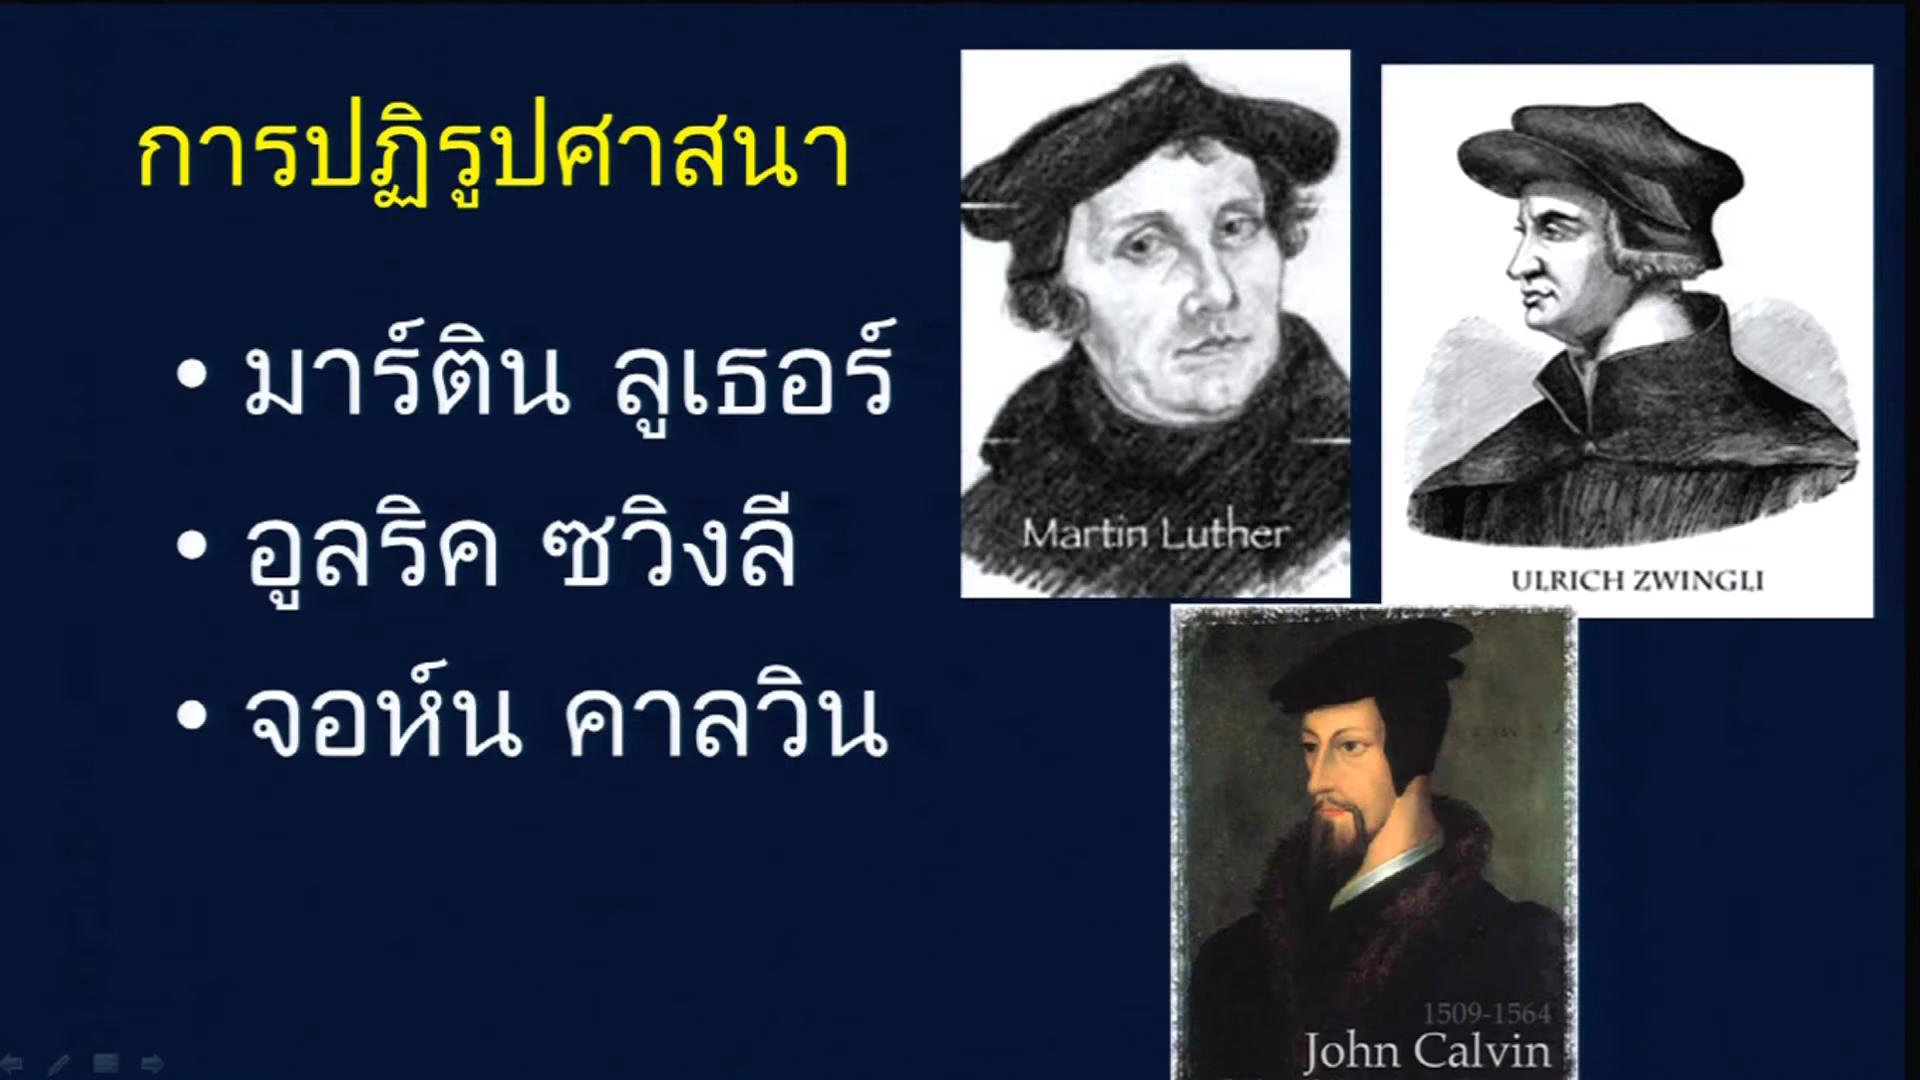 การปฏิรูปศาสนา
• มาร์ติน ลูเธอร์
• อูลริค ซวิงลี
• จอห์น คาลวิน
Martin Luther
ULRICH ZWINGLI
1509-1564
John Calvin